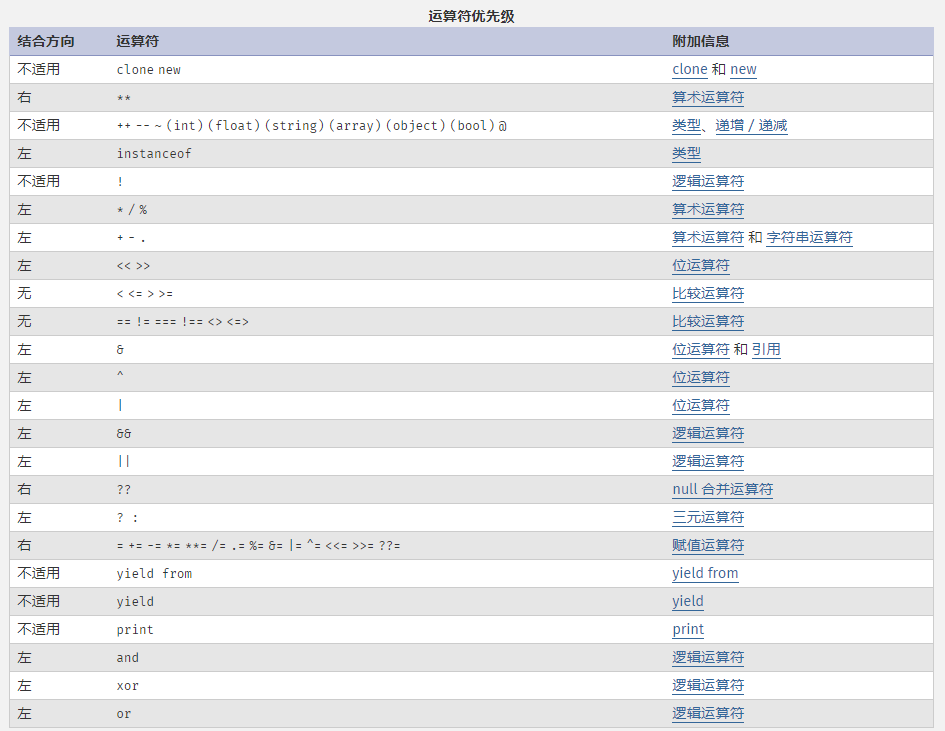 运算符优先级
结合方向 运算符 附加信息
不适用 clone new clone 和 new
右 ** 算术运算符
不适用 ++ -- ~ (int) (float) (string) (array) (object) (bool) @ 类型、递增 / 递减
左 instanceof 类型
不适用 ! 逻辑运算符
左 * / % 算术运算符
左 + - . 算术运算符 和 字符串运算符
左 << >> 位运算符
无 < <= > >= 比较运算符
无 == != === !== <> <=> 比较运算符
左 & 位运算符 和 引用
左 ^ 位运算符
左 | 位运算符
左 && 逻辑运算符
左 || 逻辑运算符
右 ?? null 合并运算符
左 ? : 三元运算符
右 = += -= *= **= /= .= %= &= |= ^= <<= >>= ??= 赋值运算符
不适用 yield from yield from
不适用 yield yield
不适用 print print
左 and 逻辑运算符
左 xor 逻辑运算符
左 or 逻辑运算符